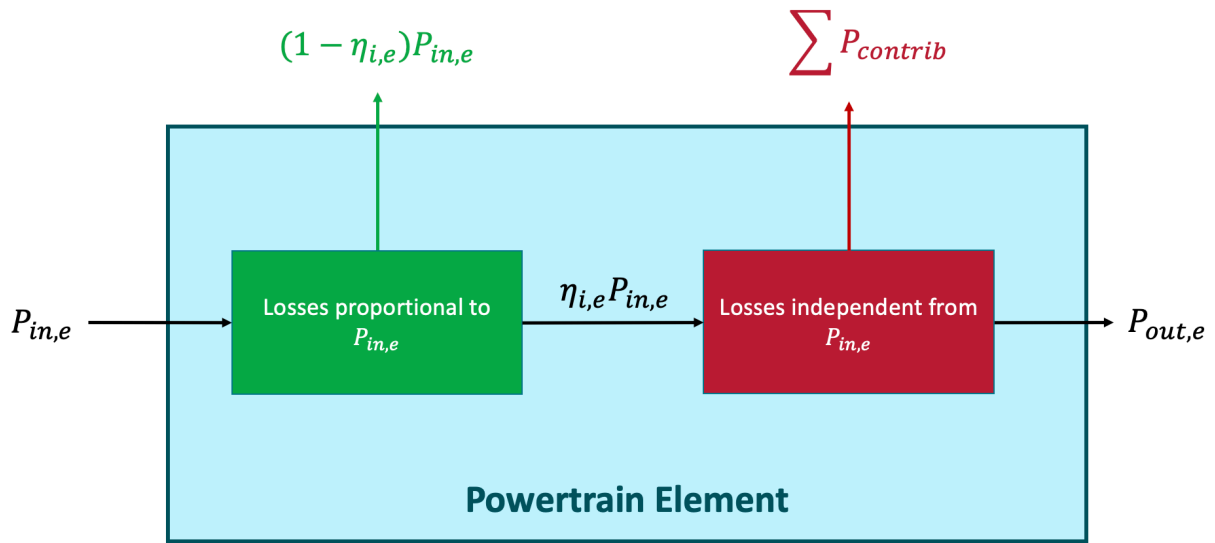 (1 − η_{i,e})P_{in,e}
∑ P_{contrib}
P_{in,e}
Losses proportional to
P_{in,e}
η_{i,e}P_{in,e}
Losses independent from
P_{in,e}
P_{out,e}
Powertrain Element